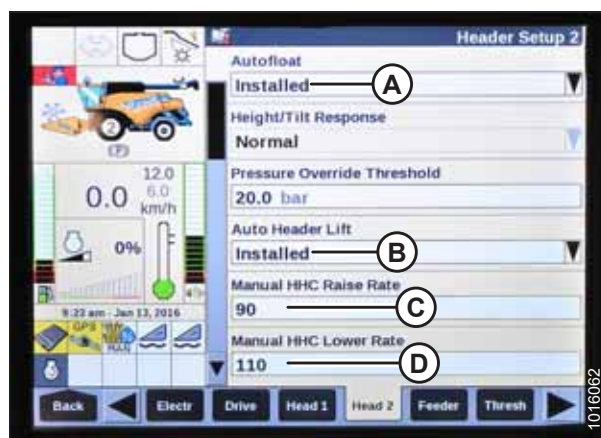 Header Setup 2
Autofloat
Installed
A
Height/Tilt Response
Normal
Pressure Override Threshold
20.0 bar
Auto Header Lift
Installed
B
Manual HHC Raise Rate
90
C
Manual HHC Lower Rate
110
D
2
(P)
0.0
12.0
6.0
km/h
0%
9:23 am Jan 13, 2016
GPS
Back
Electr
Drive
Head 1
Head 2
Feeder
Thresh
1016062